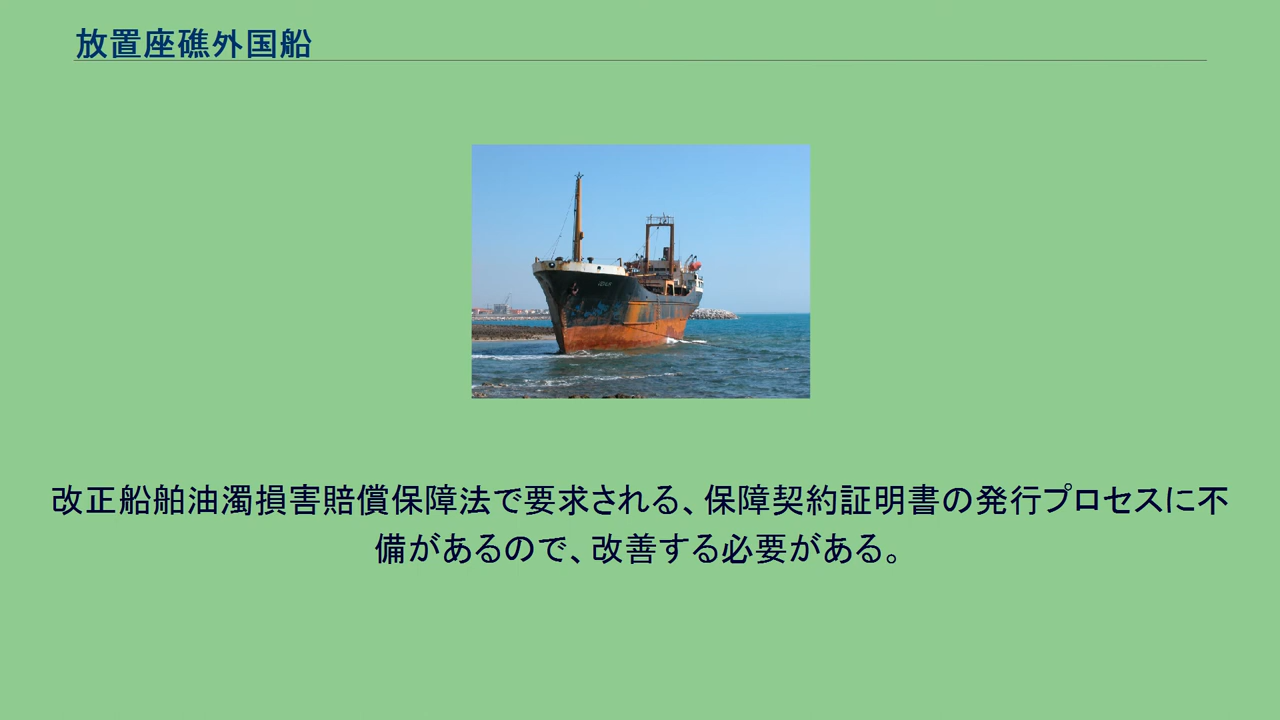 放置座礁外国船
改正船舶油濁損害賠償保障法で要求される、保障契約証明書の発行プロセスに不
備があるので、改善する必要がある。